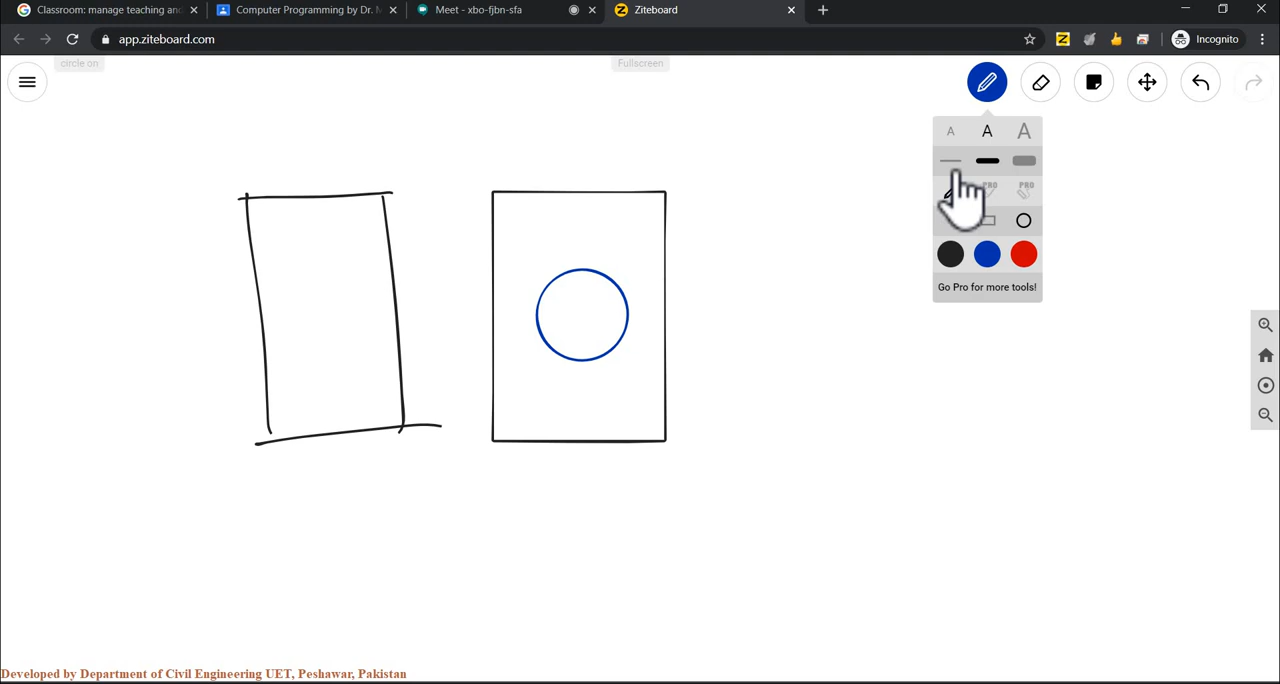 Classroom: manage teaching and
Computer Programming by Dr. M
Meet - xbo-fjbn-sfa
Ziteboard
app.ziteboard.com
Incognito
circle on
Fullscreen
A A A
PRO PRO
Go Pro for more tools!
Developed by Department of Civil Engineering UET, Peshawar, Pakistan